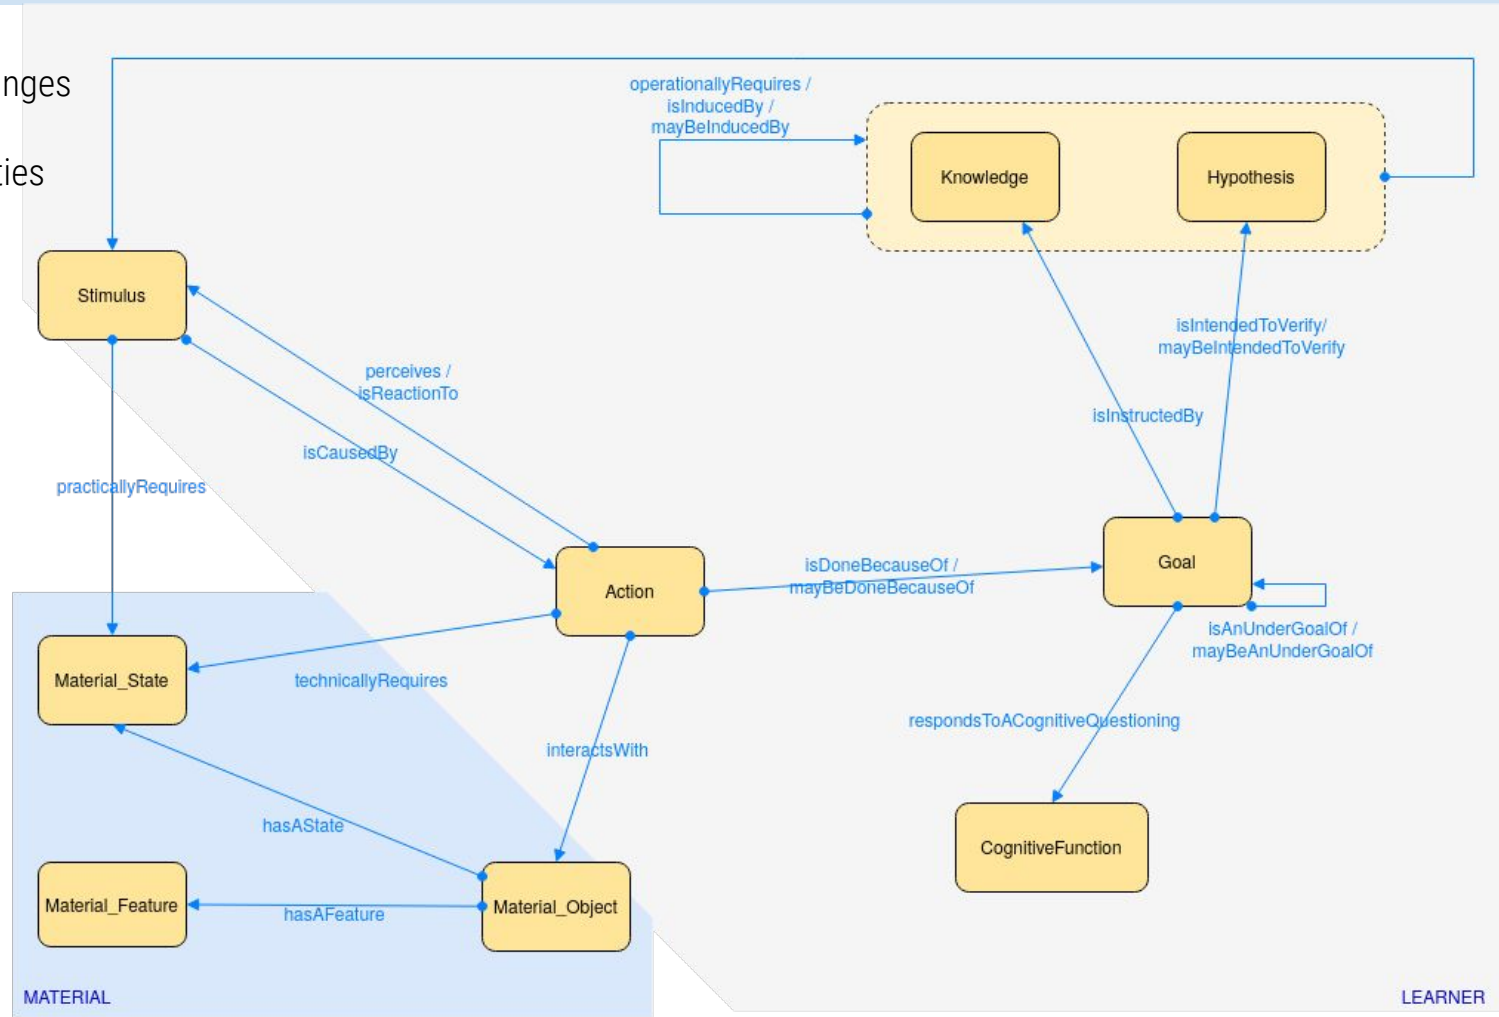 nges
ties
operationallyRequires /
isInducedBy /
mayBeInducedBy
Knowledge
Hypothesis
Stimulus
isIntendedToVerify/
mayBeIntendedToVerify
perceives /
isReactionTo
isInstructedBy
isCausedBy
practicallyRequires
Action
isDoneBecauseOf /
mayBeDoneBecauseOf
Goal
isAnUnderGoalOf /
mayBeAnUnderGoalOf
Material_State
technicallyRequires
respondsToACognitiveQuestioning
interactsWith
hasAState
CognitiveFunction
Material_Feature
hasAFeature
Material_Object
MATERIAL
LEARNER